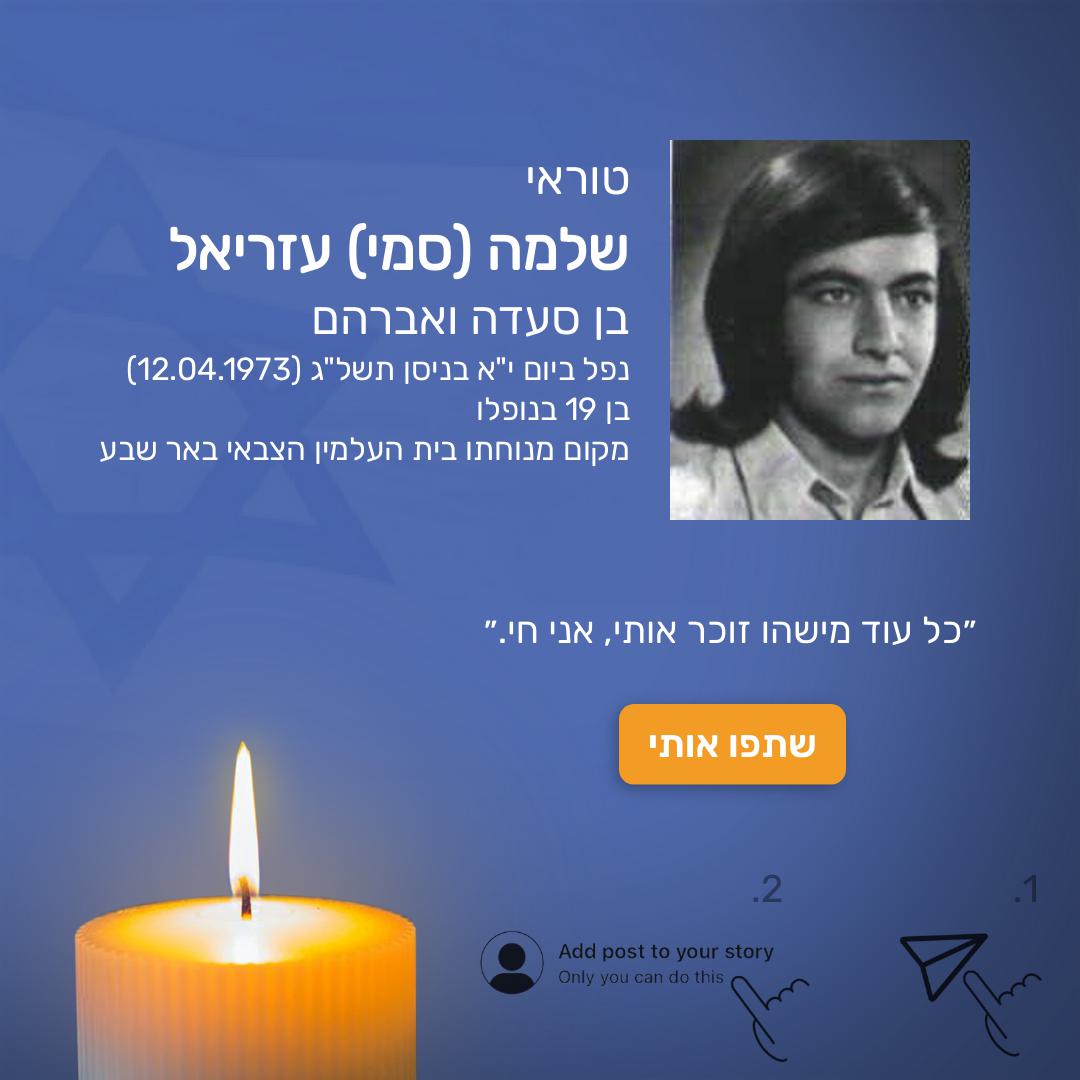 טוראי
שלמה (סמי) עזריאל
בן סעדה ואברהם
נפל ביום י"א בניסן תשל"ג (12.04.1973)
בן 19 בנופלו
מקום מנוחתו בית העלמין הצבאי באר שבע
״כל עוד מישהו זוכר אותי, אני חי.״
שתפו אותי
.1
.2
Add post to your story
Only you can do this